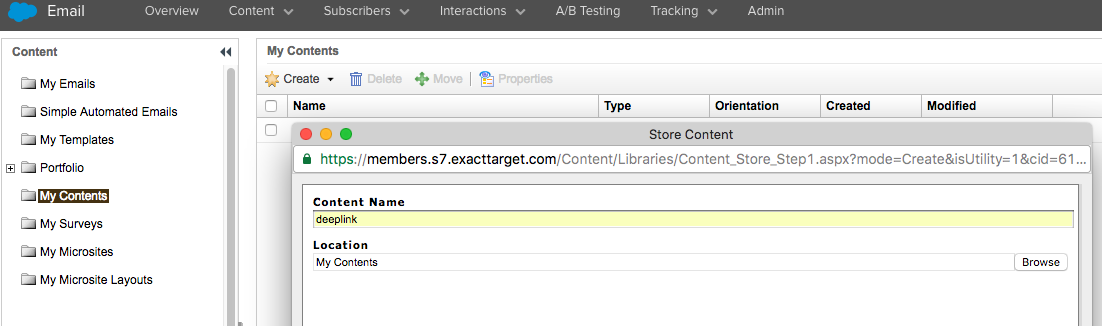 Email Overview Content Subscribers Interactions A/B Testing Tracking Admin
Content
My Emails
Simple Automated Emails
My Templates
Portfolio
My Contents
My Surveys
My Microsites
My Microsite Layouts
My Contents
Create Delete Move Properties
Name Type Orientation Created Modified
Store Content
https://members.s7.exacttarget.com/Content/Libraries/Content_Store_Step1.aspx?mode=Create&isUtility=1&cid=61...
Content Name
deeplink
Location
My Contents Browse